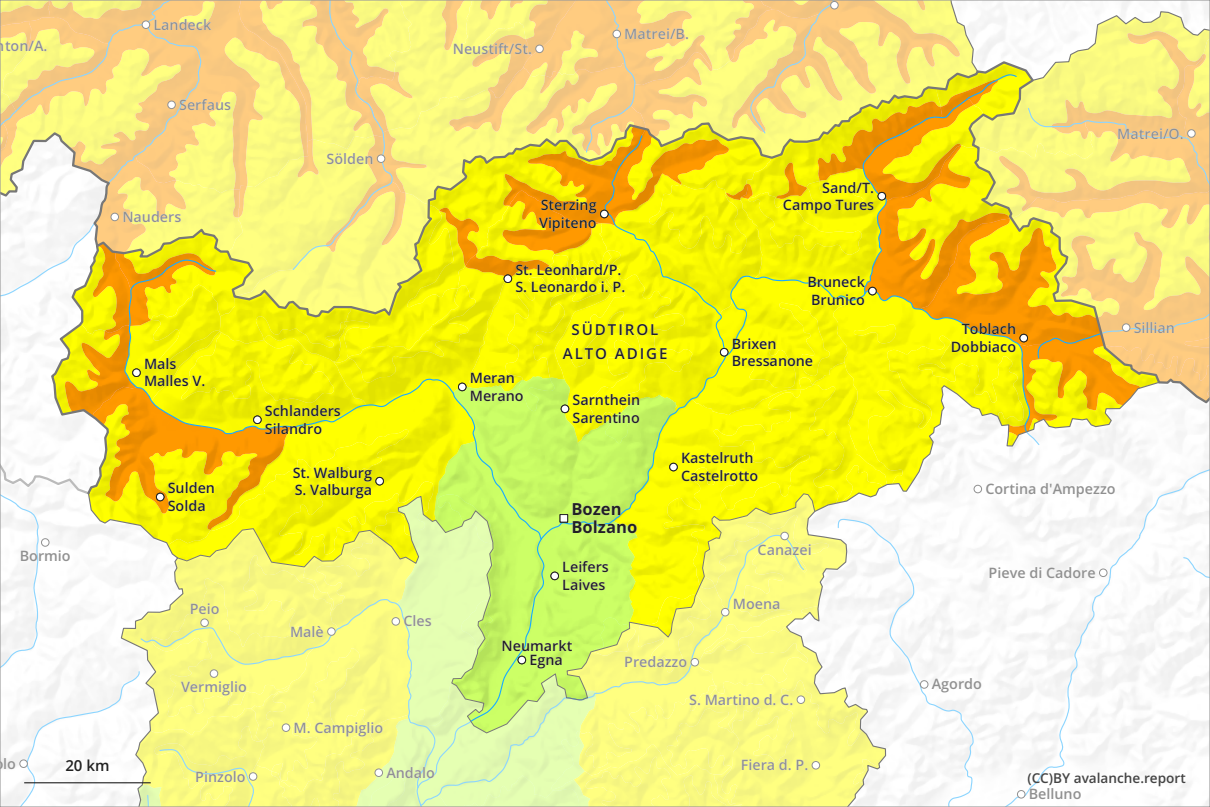 Landeck
Matrei/B.
nton/A.
Neustift/St.
Serfaus
Matrei/O.
Sölden
Sand/T.
Campo Tures
Sterzing
Vipiteno
Nauders
St. Leonhard/P.
S. Leonardo i. P.
Bruneck
Brunico
SÜDTIROL
ALTO ADIGE
Toblach
Dobbiaco
Sillian
Brixen
Bressanone
Mals
Malles V.
Meran
Merano
Sarnthein
Sarentino
Schlanders
Silandro
Kastelruth
Castelrotto
St. Walburg
S. Valburga
Sulden
Solda
Cortina d'Ampezzo
Bozen
Bolzano
Bormio
Canazei
Leifers
Laives
Pieve di Cadore
Peio
Moena
Cles
Malè
Neumarkt
Egna
Predazzo
Vermiglio
Agordo
S. Martino d. C.
M. Campiglio
olo
20 km
Fiera d. P.
Pinzolo
Andalo
(CC)BY avalanche.report
Belluno